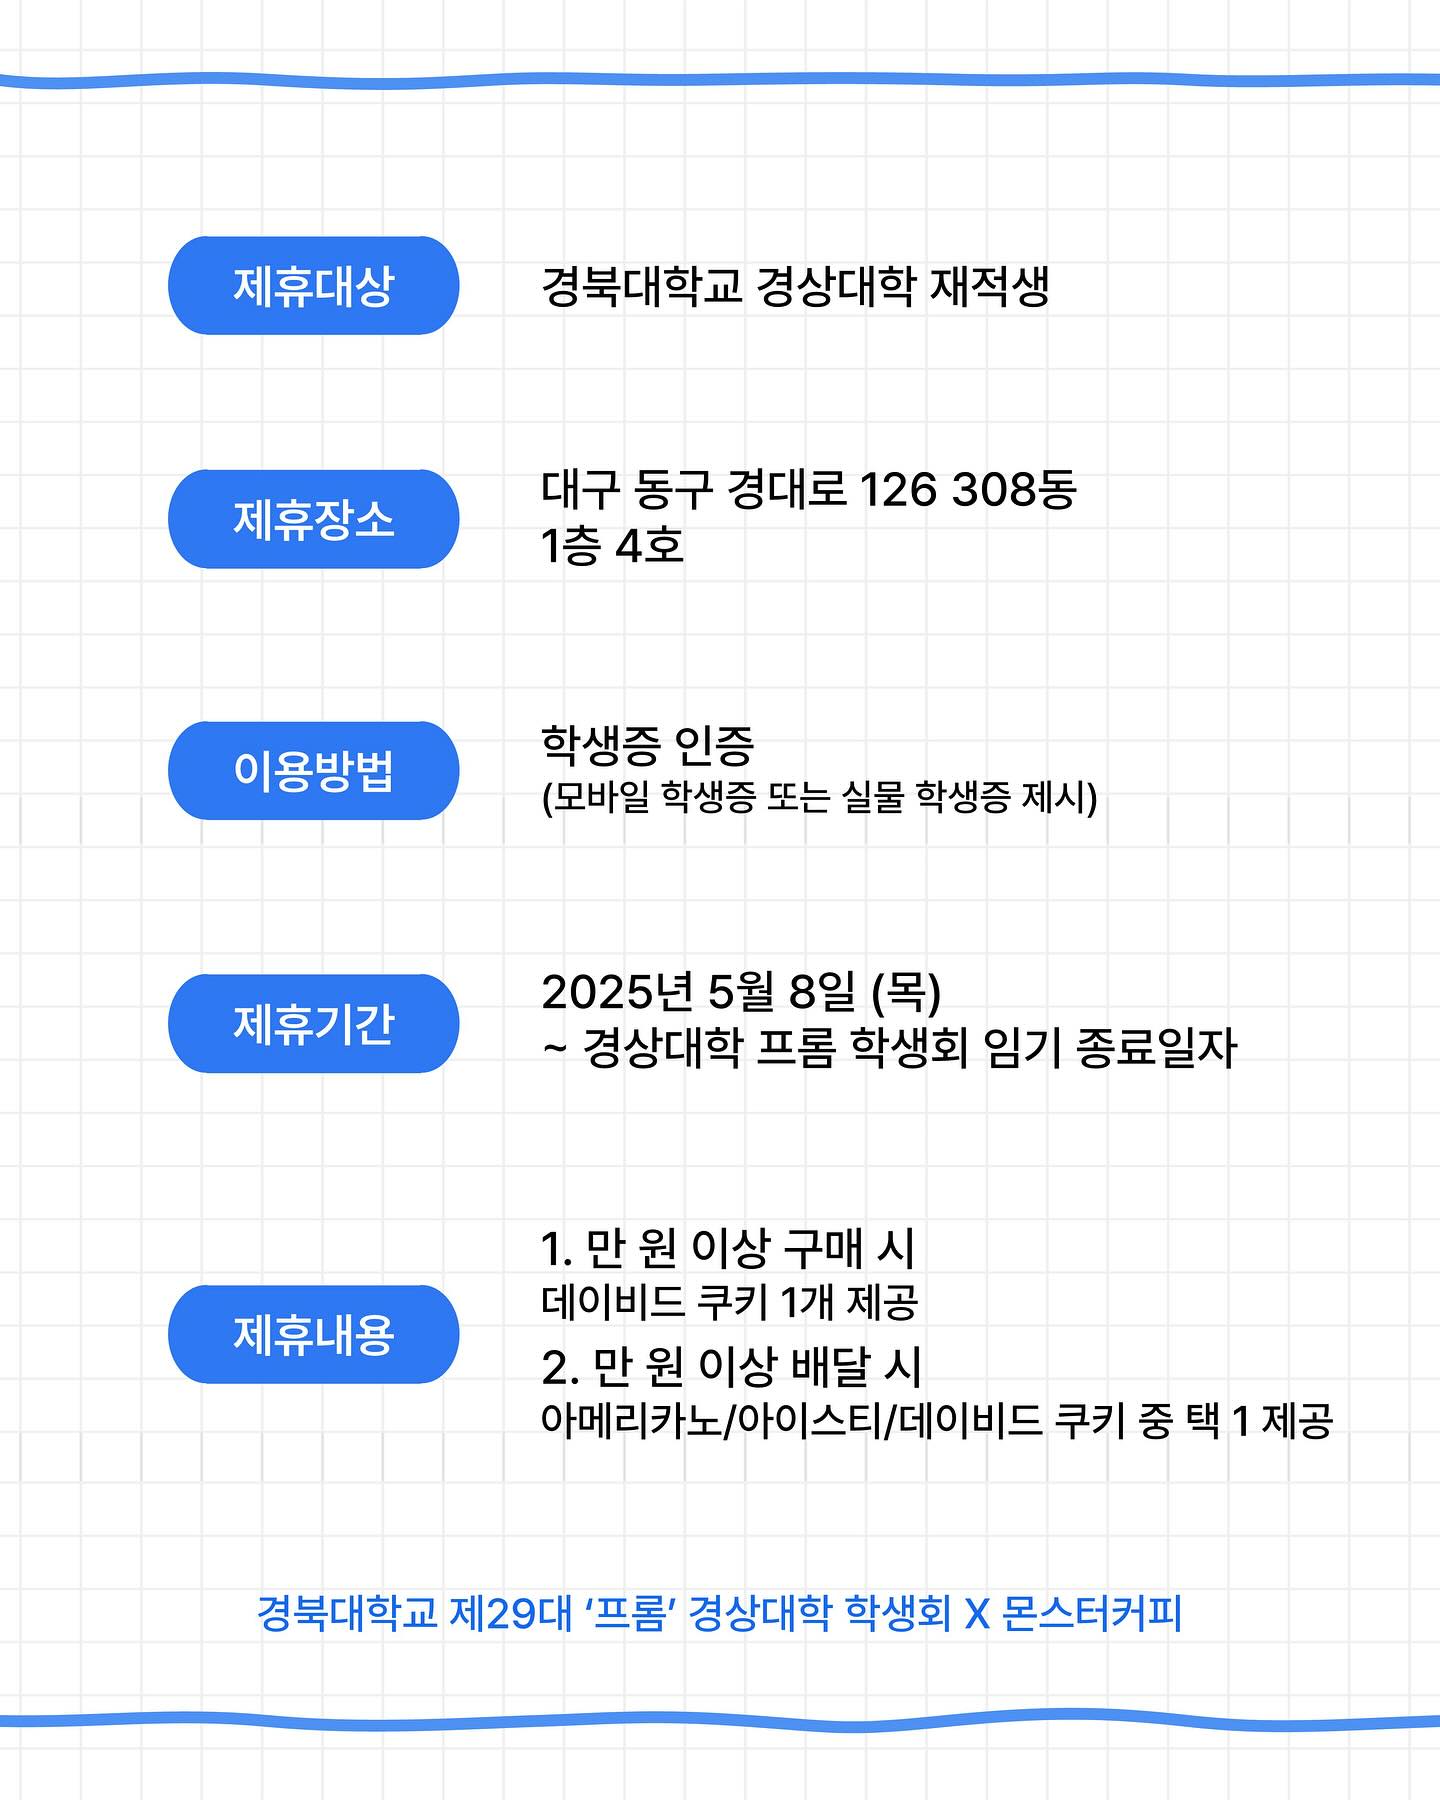 제휴대상
경북대학교 경상대학 재적생
제휴장소
대구 동구 경대로 126 308동
1층 4호
이용방법
학생증 인증
(모바일 학생증 또는 실물 학생증 제시)
제휴기간
2025년 5월 8일 (목)
~ 경상대학 프롬 학생회 임기 종료일자
제휴내용
1. 만 원 이상 구매 시
데이비드 쿠키 1개 제공
2. 만 원 이상 배달 시
아메리카노/아이스티/데이비드 쿠키 중 택 1 제공
경북대학교 제29대 ‘프롬’ 경상대학 학생회 X 몬스터커피